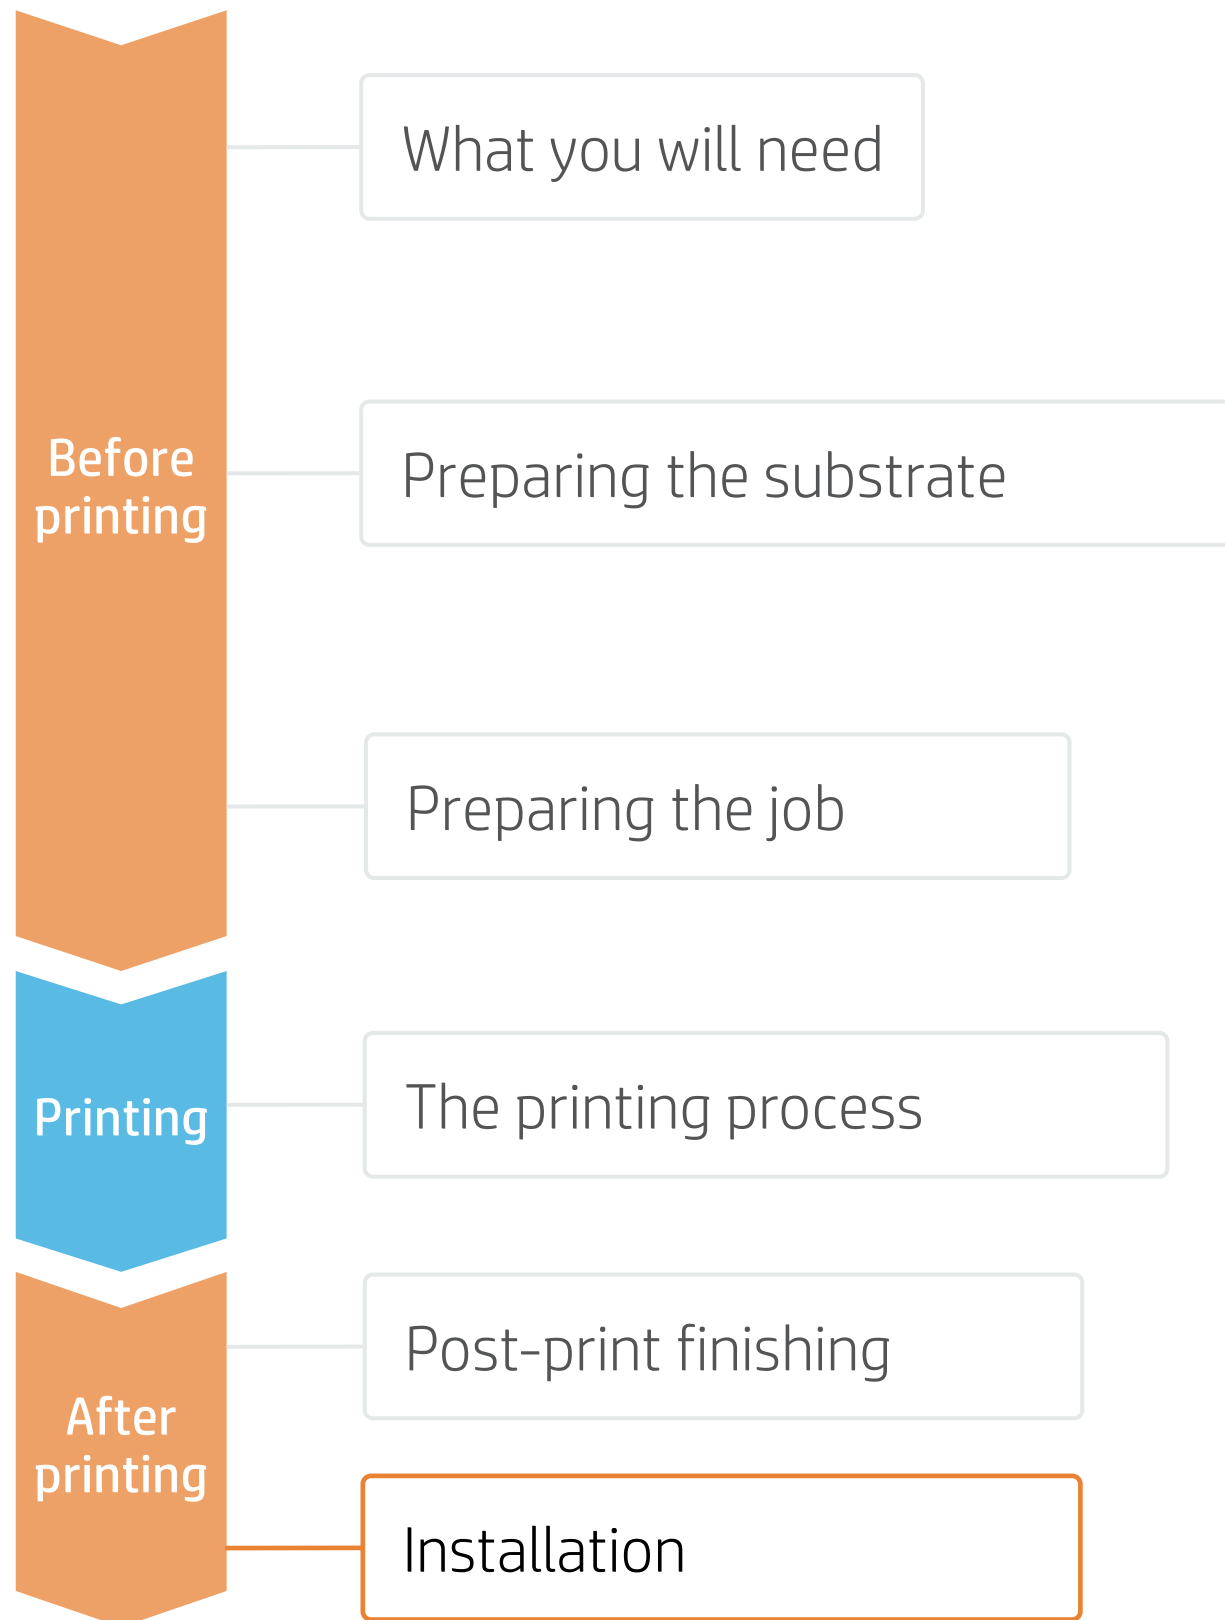 What you will need
Before
printing
Preparing the substrate
Preparing the job
Printing
The printing process
Post-print finishing
After
printing
Installation